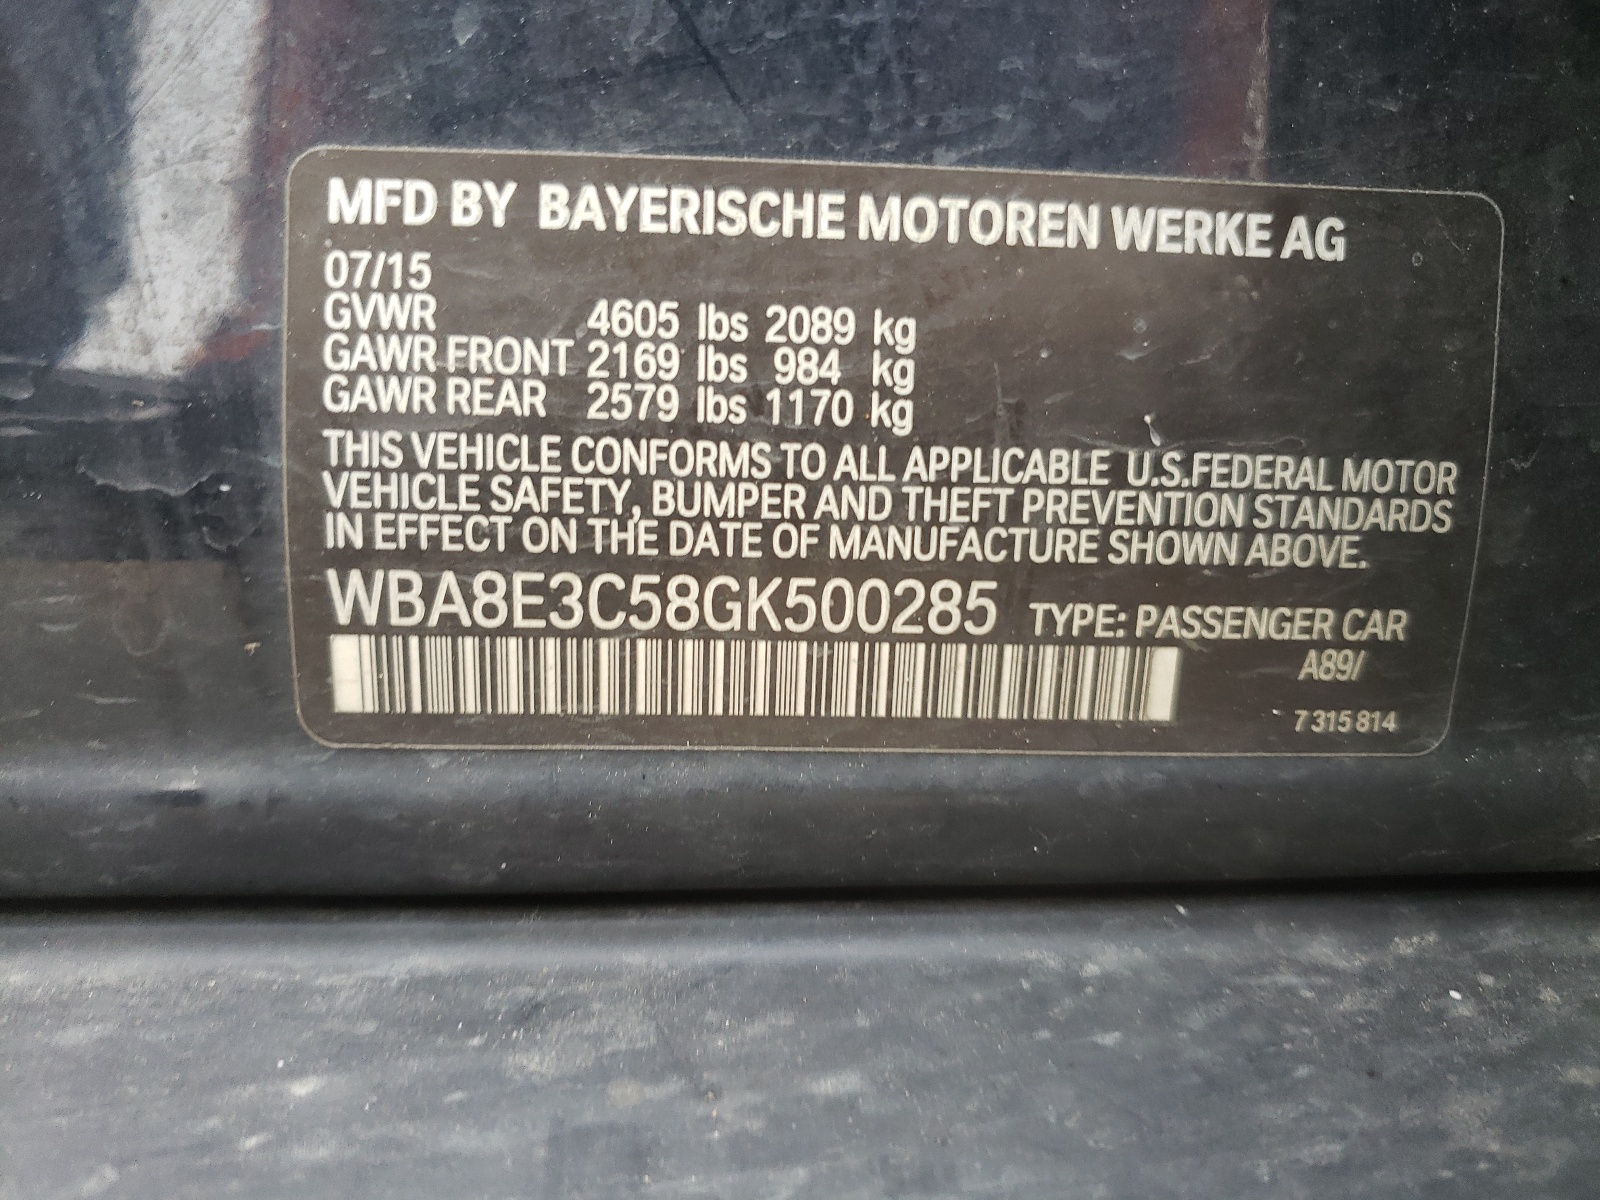 MFD BY BAYERISCHE MOTOREN WERKE AG
07/15
GVWR 4605 lbs 2089 kg
GAWR FRONT 2169 lbs 984 kg
GAWR REAR 2579 lbs 1170 kg
THIS VEHICLE CONFORMS TO ALL APPLICABLE U.S.FEDERAL MOTOR
VEHICLE SAFETY, BUMPER AND THEFT PREVENTION STANDARDS
IN EFFECT ON THE DATE OF MANUFACTURE SHOWN ABOVE.
WBA8E3C58GK500285 TYPE: PASSENGER CAR
A89/
7 315 814